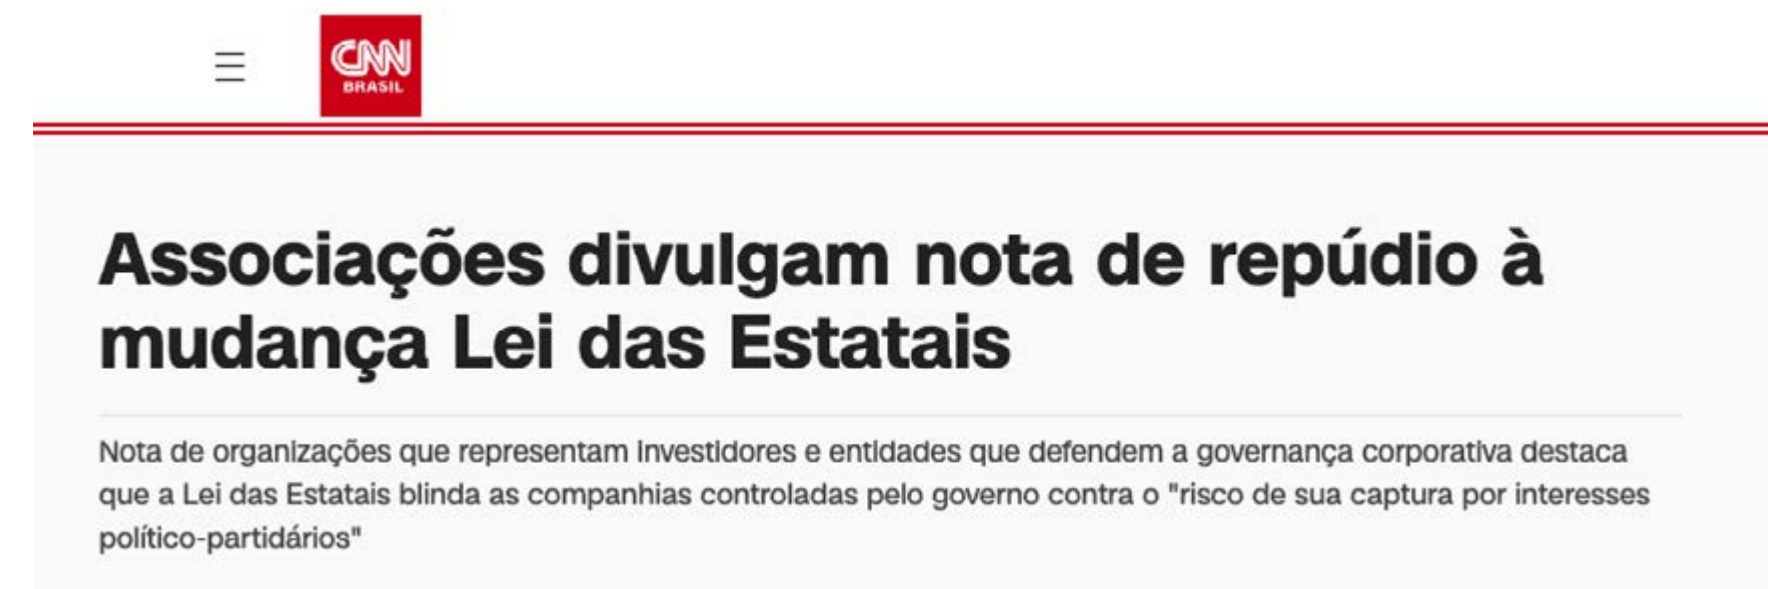 CNN
BRASIL
Associações divulgam nota de repúdio à
mudança Lei das Estatais
Nota de organizações que representam investidores e entidades que defendem a governança corporativa destaca
que a Lei das Estatais blinda as companhias controladas pelo governo contra o "risco de sua captura por interesses
político-partidários"